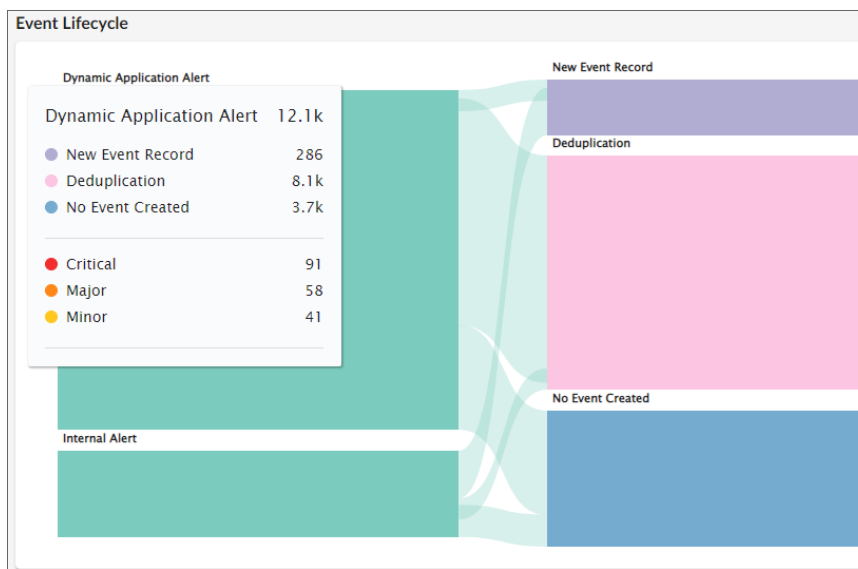 Event Lifecycle
Dynamic Application Alert
New Event Record
Dynamic Application Alert 12.1k
New Event Record 286
Deduplication 8.1k
No Event Created 3.7k
Critical 91
Major 58
Minor 41
Deduplication
No Event Created
Internal Alert